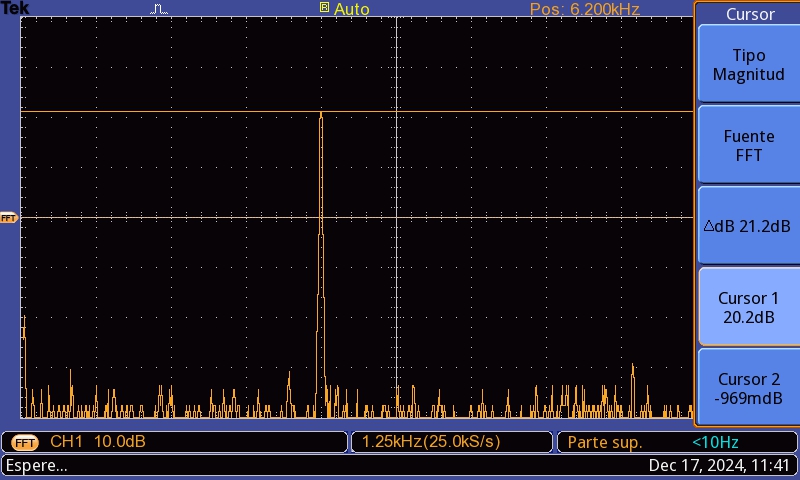 Tek
R Auto
Pos: 6.200kHz
Cursor
Tipo
Magnitud
Fuente
FFT
△dB 21.2dB
Cursor 1
20.2dB
Cursor 2
-969mdB
FFT
FFT CH1 10.0dB
1.25kHz(25.0kS/s)
Parte sup. <10Hz
Espere...
Dec 17, 2024, 11:41